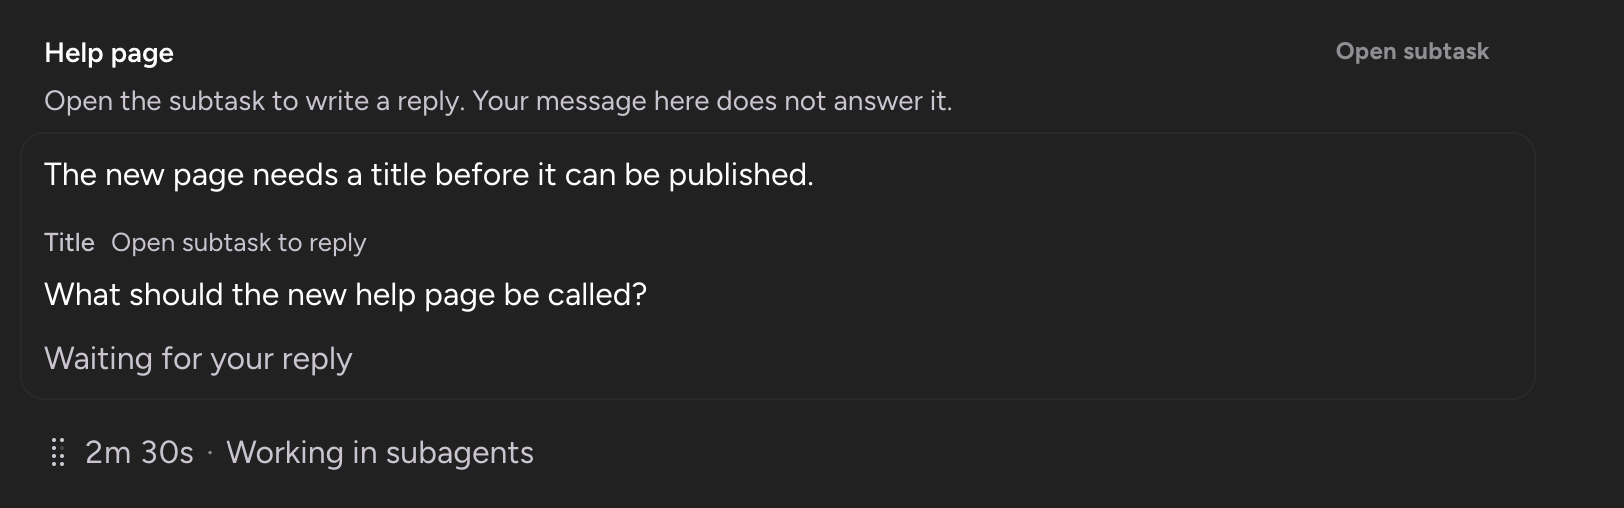 Help page
Open subtask
Open the subtask to write a reply. Your message here does not answer it.
The new page needs a title before it can be published.
Title Open subtask to reply
What should the new help page be called?
Waiting for your reply
2m 30s · Working in subagents